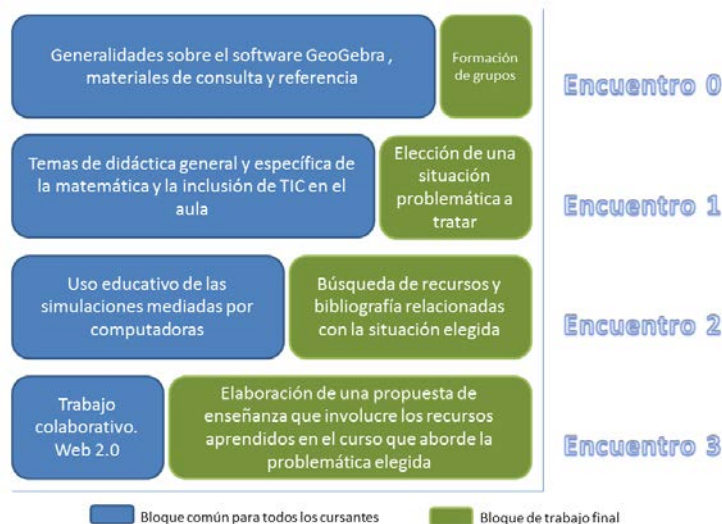 Generalidades sobre el software GeoGebra ,
materiales de consulta y referencia
Formación
de grupos
Encuentro 0
Temas de didáctica general y específica de
la matemática y la inclusión de TIC en el
aula
Elección de una
situación
problemática a
tratar
Encuentro 1
Uso educativo de las
simulaciones mediadas por
computadoras
Búsqueda de recursos y
bibliografía relacionadas
con la situación elegida
Encuentro 2
Trabajo
colaborativo.
Web 2.0
Elaboración de una propuesta de
enseñanza que involucre los recursos
aprendidos en el curso que aborde la
problemática elegida
Encuentro 3
Bloque común para todos los cursantes
Bloque de trabajo final